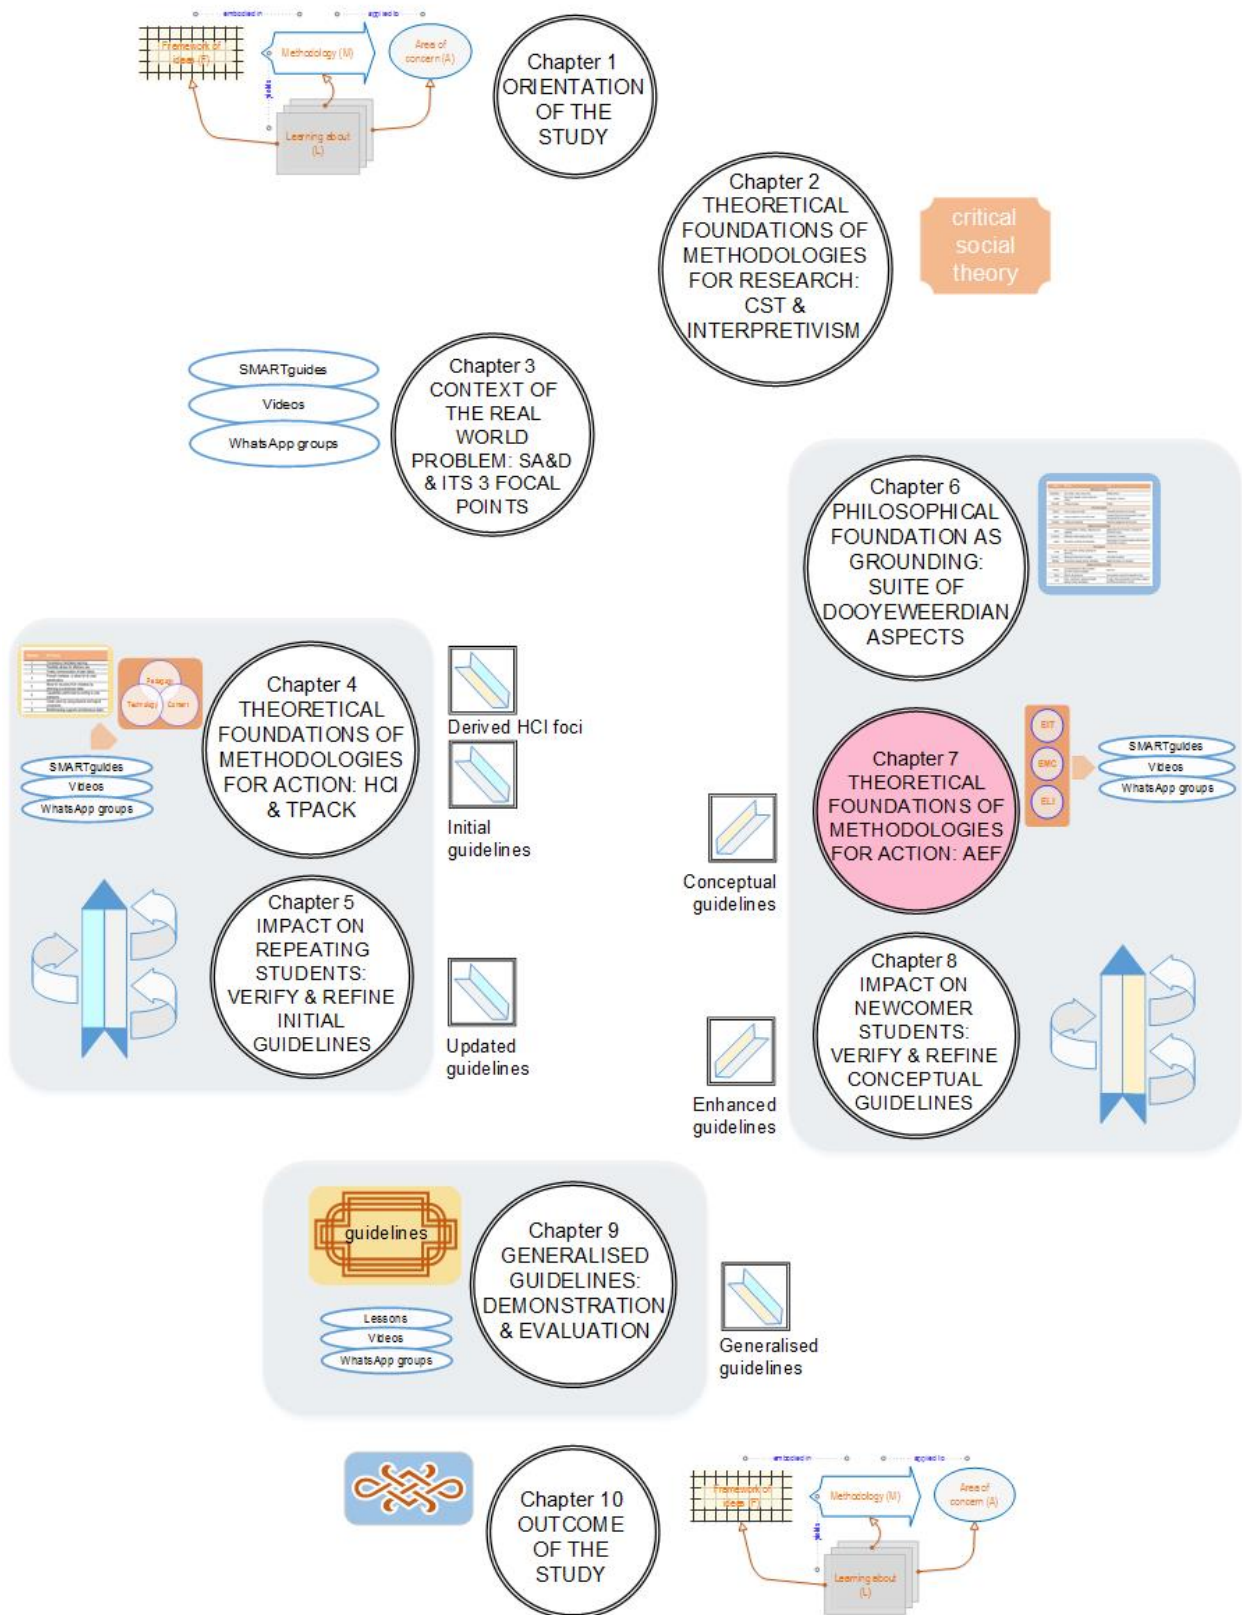 embodied in
applied to
Framework of
ideas (F)
Methodology (M)
Area of
concern (A)
yields
Learning about
(L)
Chapter 1
ORIENTATION
OF THE
STUDY
Chapter 2
THEORETICAL
FOUNDATIONS OF
METHODOLOGIES
FOR RESEARCH:
CST &
INTERPRETIVISM
critical
social
theory
SMARTguides
Videos
WhatsApp groups
Chapter 3
CONTEXT OF
THE REAL
WORLD
PROBLEM: SA&D
& ITS 3 FOCAL
POINTS
Chapter 6
PHILOSOPHICAL
FOUNDATION AS
GROUNDING:
SUITE OF
DOOYEWEERDIAN
ASPECTS
Pedagogy
Technology
Content
SMARTguides
Videos
WhatsApp groups
Chapter 4
THEORETICAL
FOUNDATIONS OF
METHODOLOGIES
FOR ACTION: HCI
& TPACK
Derived HCI foci
Initial
guidelines
Chapter 7
THEORETICAL
FOUNDATIONS OF
METHODOLOGIES
FOR ACTION: AEF
EIT
EMC
ELI
SMARTguides
Videos
WhatsApp groups
Conceptual
guidelines
Chapter 5
IMPACT ON
REPEATING
STUDENTS:
VERIFY & REFINE
INITIAL
GUIDELINES
Updated
guidelines
Chapter 8
IMPACT ON
NEWCOMER
STUDENTS:
VERIFY & REFINE
CONCEPTUAL
GUIDELINES
Enhanced
guidelines
guidelines
Lessons
Videos
WhatsApp groups
Chapter 9
GENERALISED
GUIDELINES:
DEMONSTRATION
& EVALUATION
Generalised
guidelines
Chapter 10
OUTCOME
OF THE
STUDY
embodied in
applied to
Framework of
ideas (F)
Methodology (M)
Area of
concern (A)
yields
Learning about
(L)